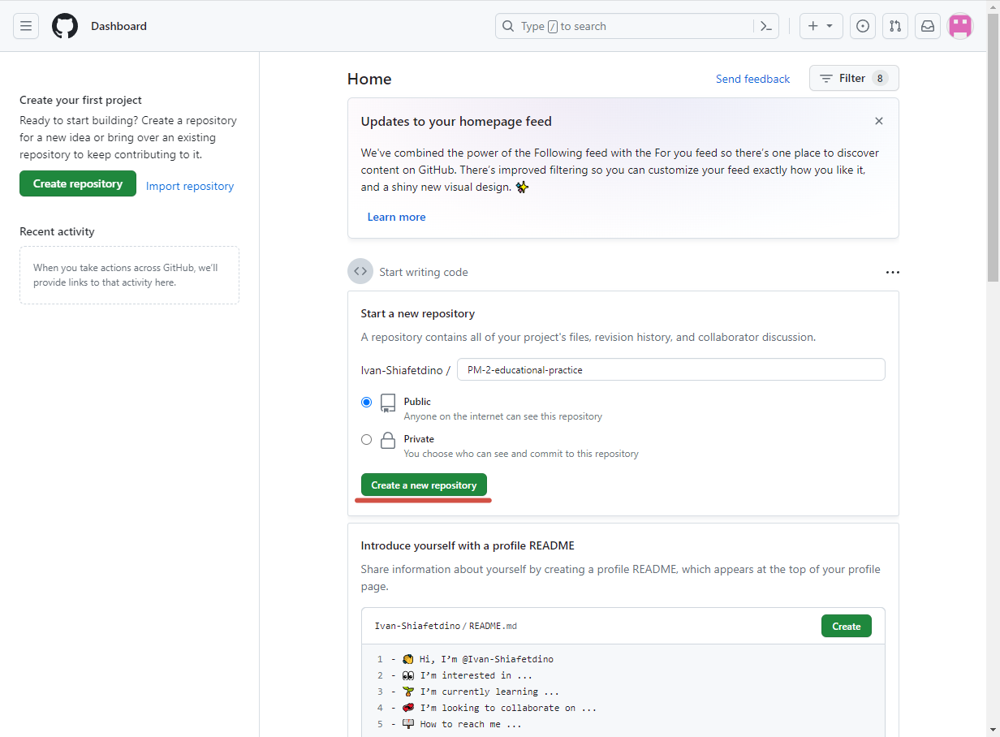 Dashboard
Type / to search
Create your first project
Ready to start building? Create a repository
for a new idea or bring over an existing
repository to keep contributing to it.
Create repository
Import repository
Recent activity
When you take actions across GitHub, we'll
provide links to that activity here.
Home
Send feedback
Filter 8
Updates to your homepage feed
We've combined the power of the Following feed with the For you feed so there's one place to discover
content on GitHub. There's improved filtering so you can customize your feed exactly how you like it,
and a shiny new visual design. ✨
Learn more
Start writing code
Start a new repository
A repository contains all of your project's files, revision history, and collaborator discussion.
Ivan-Shiafetdino / PM-2-educational-practice
Public
Anyone on the internet can see this repository
Private
You choose who can see and commit to this repository
Create a new repository
Introduce yourself with a profile README
Share information about yourself by creating a profile README, which appears at the top of your profile
page.
Ivan-Shiafetdino/README.md
Create
1 - 👋 Hi, I’m @Ivan-Shiafetdino
2 - 👀 I’m interested in ...
3 - 🌱 I’m currently learning ...
4 - 💞️ I’m looking to collaborate on ...
5 - 📫 How to reach me ...